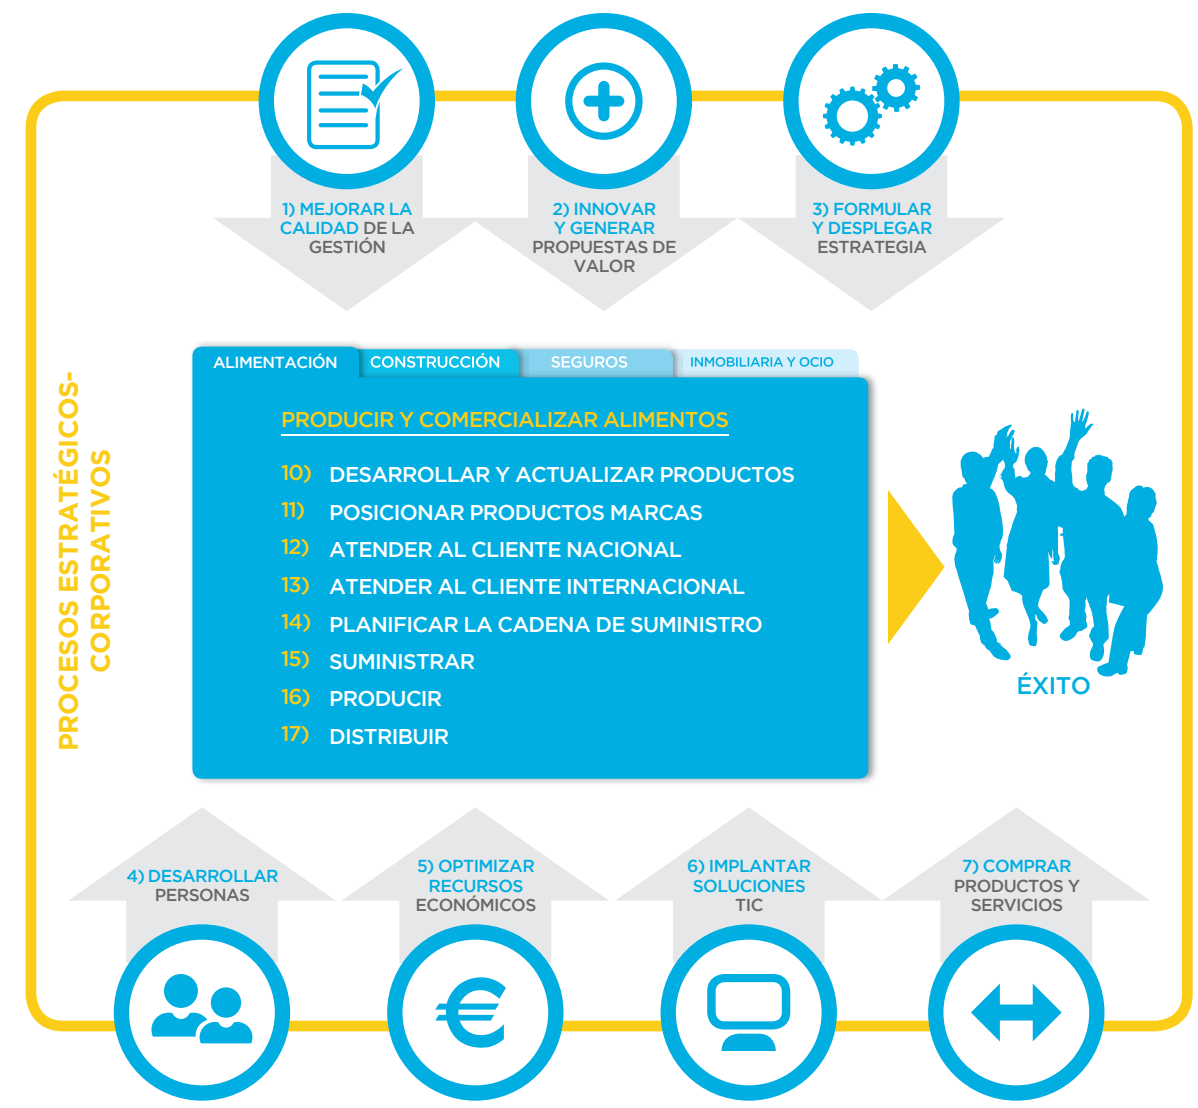 1) MEJORAR LA
CALIDAD DE LA
GESTIÓN
2) INNOVAR
Y GENERAR
PROPUESTAS DE
VALOR
3) FORMULAR
Y DESPLEGAR
ESTRATEGIA
PROCESOS ESTRATÉGICOS-
CORPORATIVOS
ALIMENTACIÓN CONSTRUCCIÓN SEGUROS INMOBILIARIA Y OCIO
PRODUCIR Y COMERCIALIZAR ALIMENTOS
10) DESARROLLAR Y ACTUALIZAR PRODUCTOS
11) POSICIONAR PRODUCTOS MARCAS
12) ATENDER AL CLIENTE NACIONAL
13) ATENDER AL CLIENTE INTERNACIONAL
14) PLANIFICAR LA CADENA DE SUMINISTRO
15) SUMINISTRAR
16) PRODUCIR
17) DISTRIBUIR
ÉXITO
4) DESARROLLAR
PERSONAS
5) OPTIMIZAR
RECURSOS
ECONÓMICOS
6) IMPLANTAR
SOLUCIONES
TIC
7) COMPRAR
PRODUCTOS Y
SERVICIOS
€